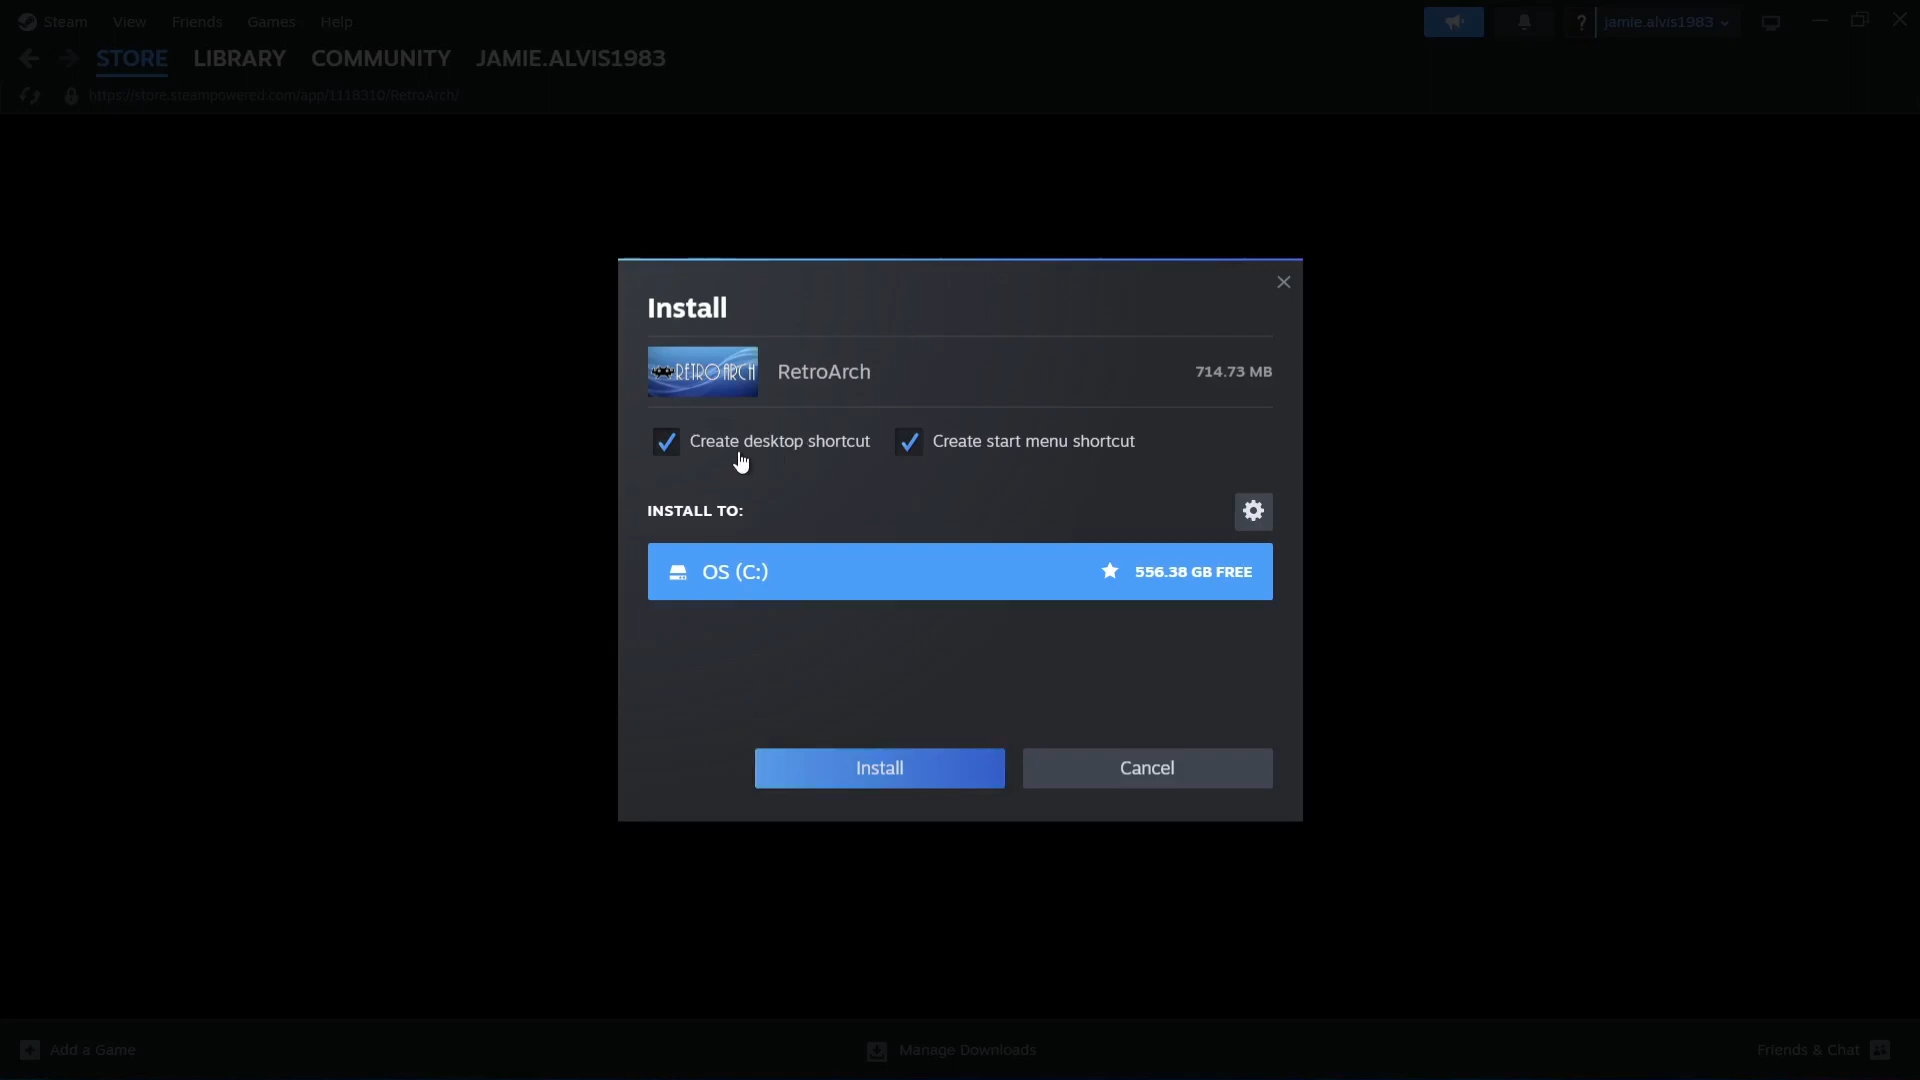 Steam View Friends Games Help
? jamie.alvis1983
STORE LIBRARY COMMUNITY JAMIE.ALVIS1983
https://store.steampowered.com/app/1118310/RetroArch/
Install
RETROARCH RetroArch 714.73 MB
Create desktop shortcut Create start menu shortcut
INSTALL TO:
OS (C:) 556.38 GB FREE
Install Cancel
Add a Game Manage Downloads Friends & Chat